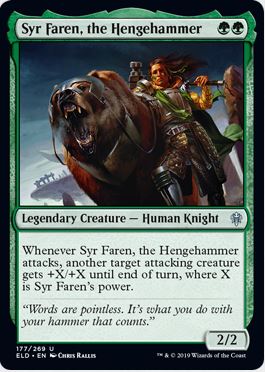 Syr Faren, the Hengehammer
Legendary Creature — Human Knight
Whenever Syr Faren, the Hengehammer
attacks, another target attacking creature
gets +X/+X until end of turn, where X
is Syr Faren's power.
“Words are pointless. It's what you do with
your hammer that counts.”
2/2
177/269 U
ELD • EN Chris Rallis
™ & © 2019 Wizards of the Coast